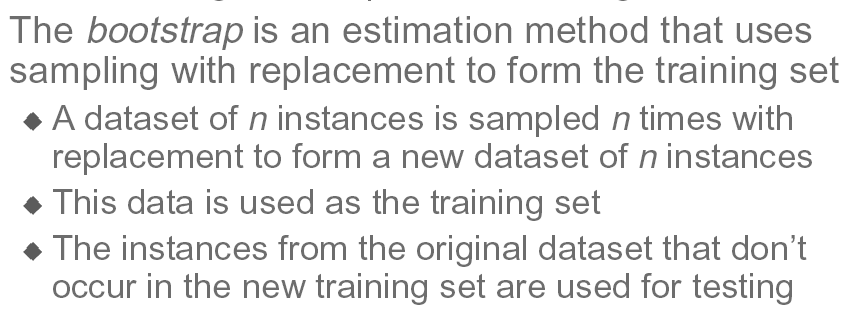 The bootstrap is an estimation method that uses
sampling with replacement to form the training set
◆ A dataset of n instances is sampled n times with
replacement to form a new dataset of n instances
◆ This data is used as the training set
◆ The instances from the original dataset that don't
occur in the new training set are used for testing